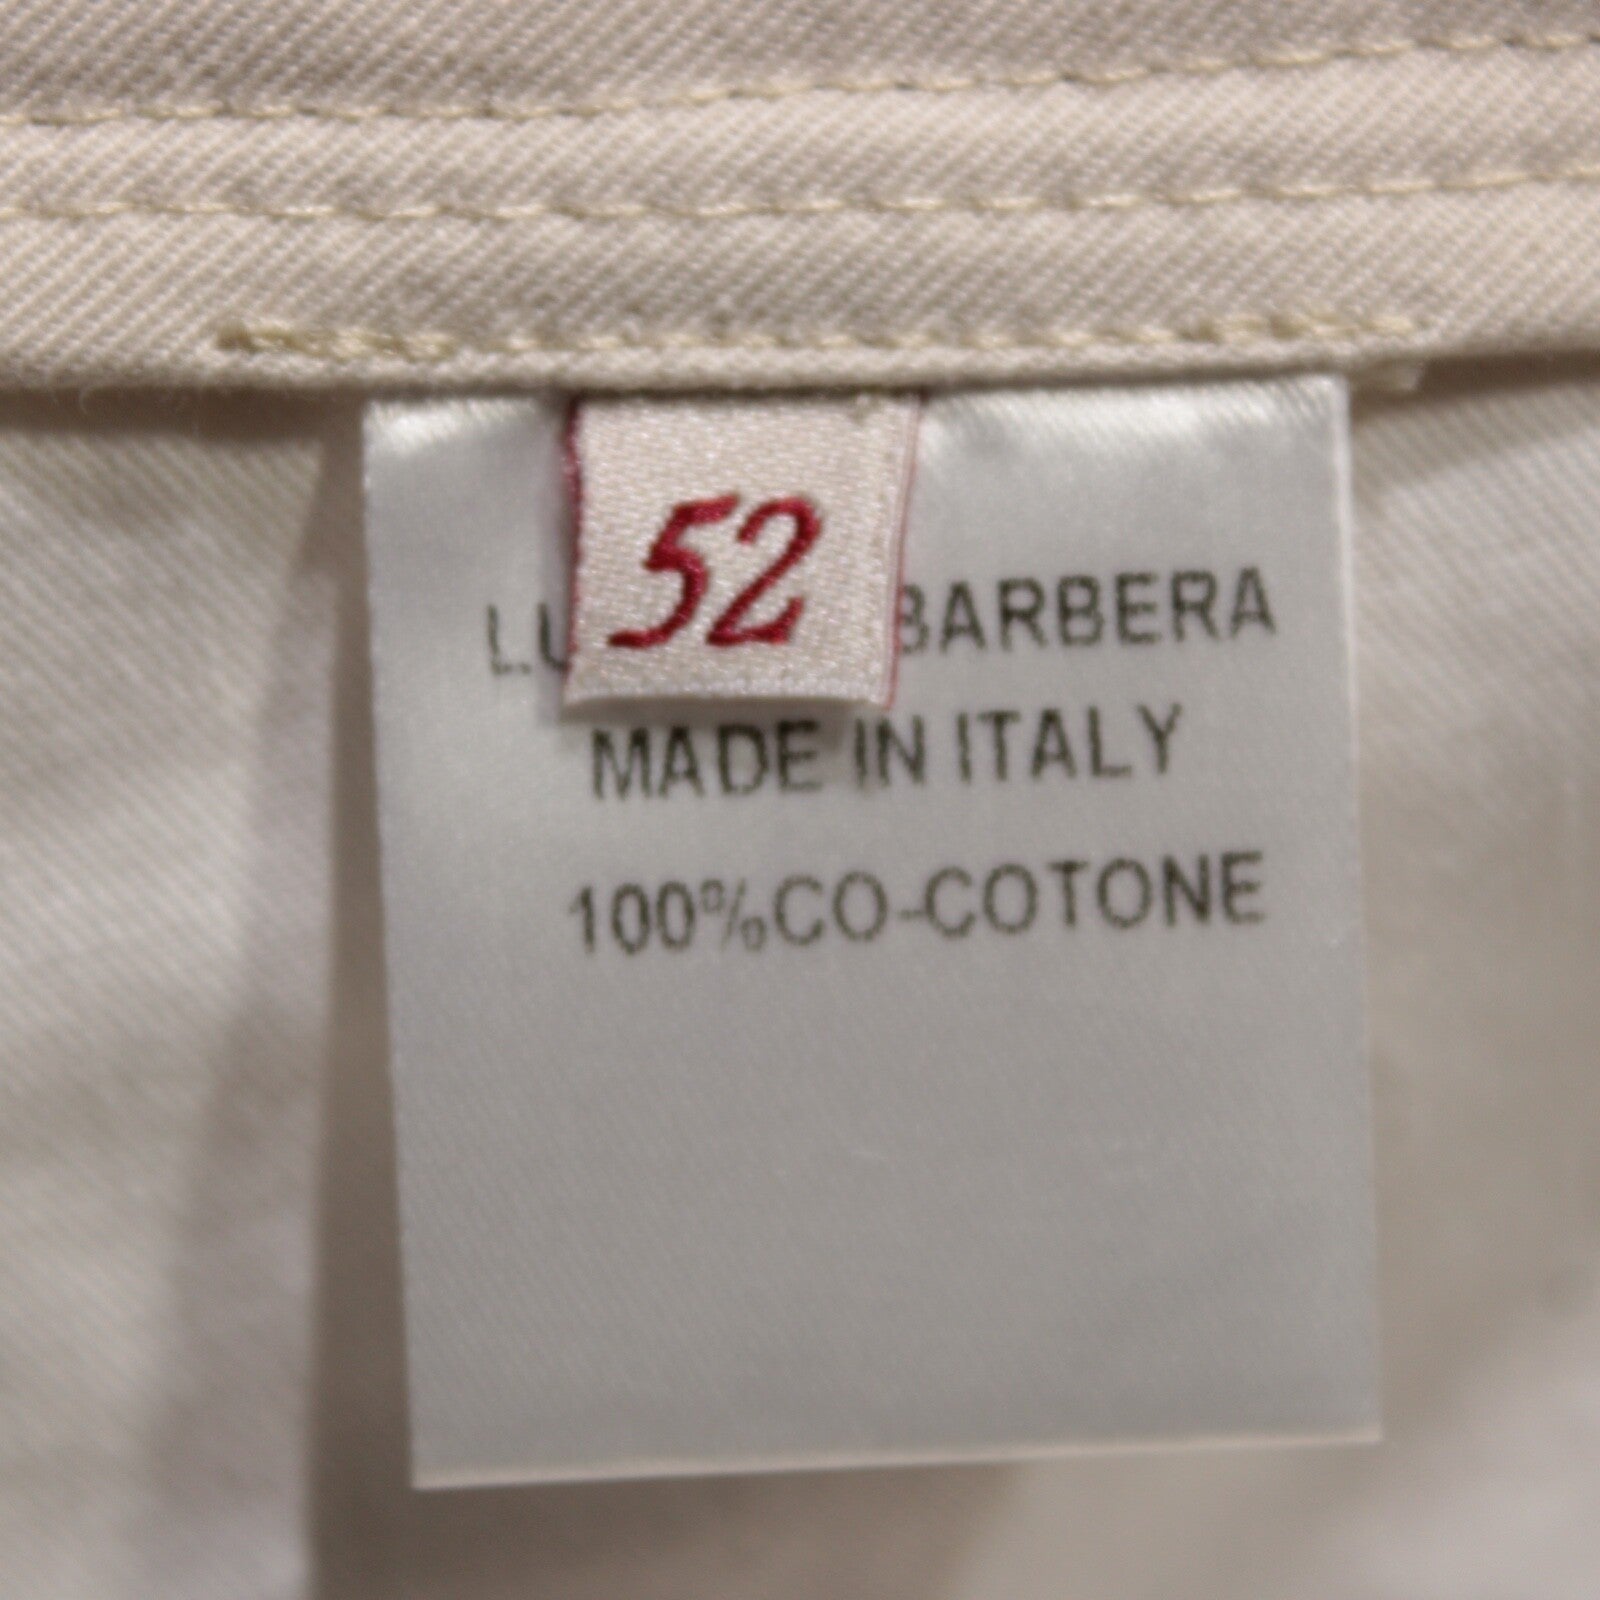 52
BARBERA
MADE IN ITALY
100%CO-COTONE